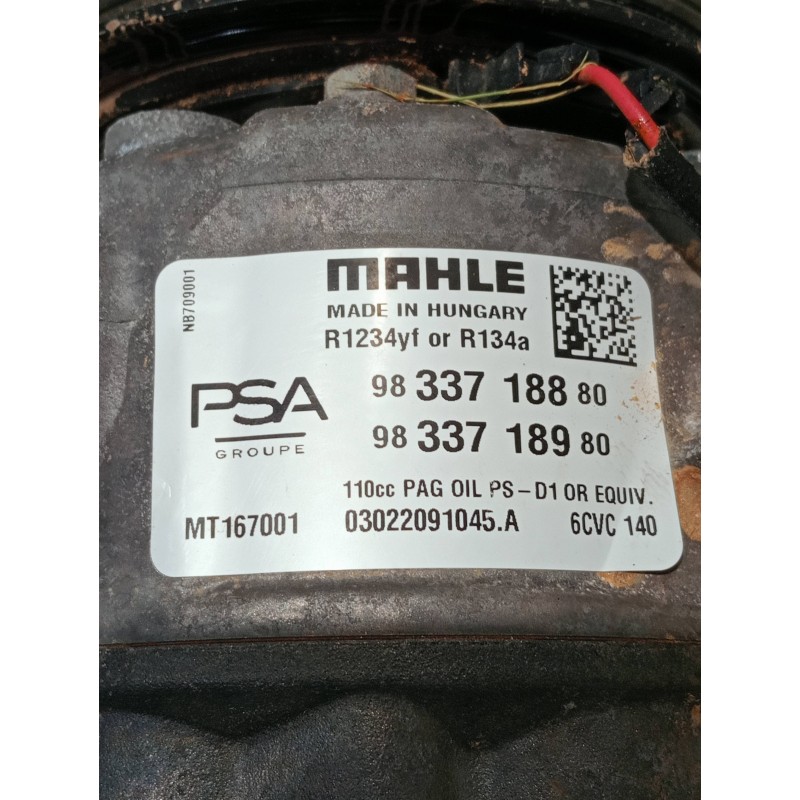 NB709001
MAHLE
MADE IN HUNGARY
R1234yf or R134a
PSA
GROUPE
98 337 188 80
98 337 189 80
110cc PAG OIL PS-D1 OR EQUIV.
MT167001 03022091045.A 6CVC 140